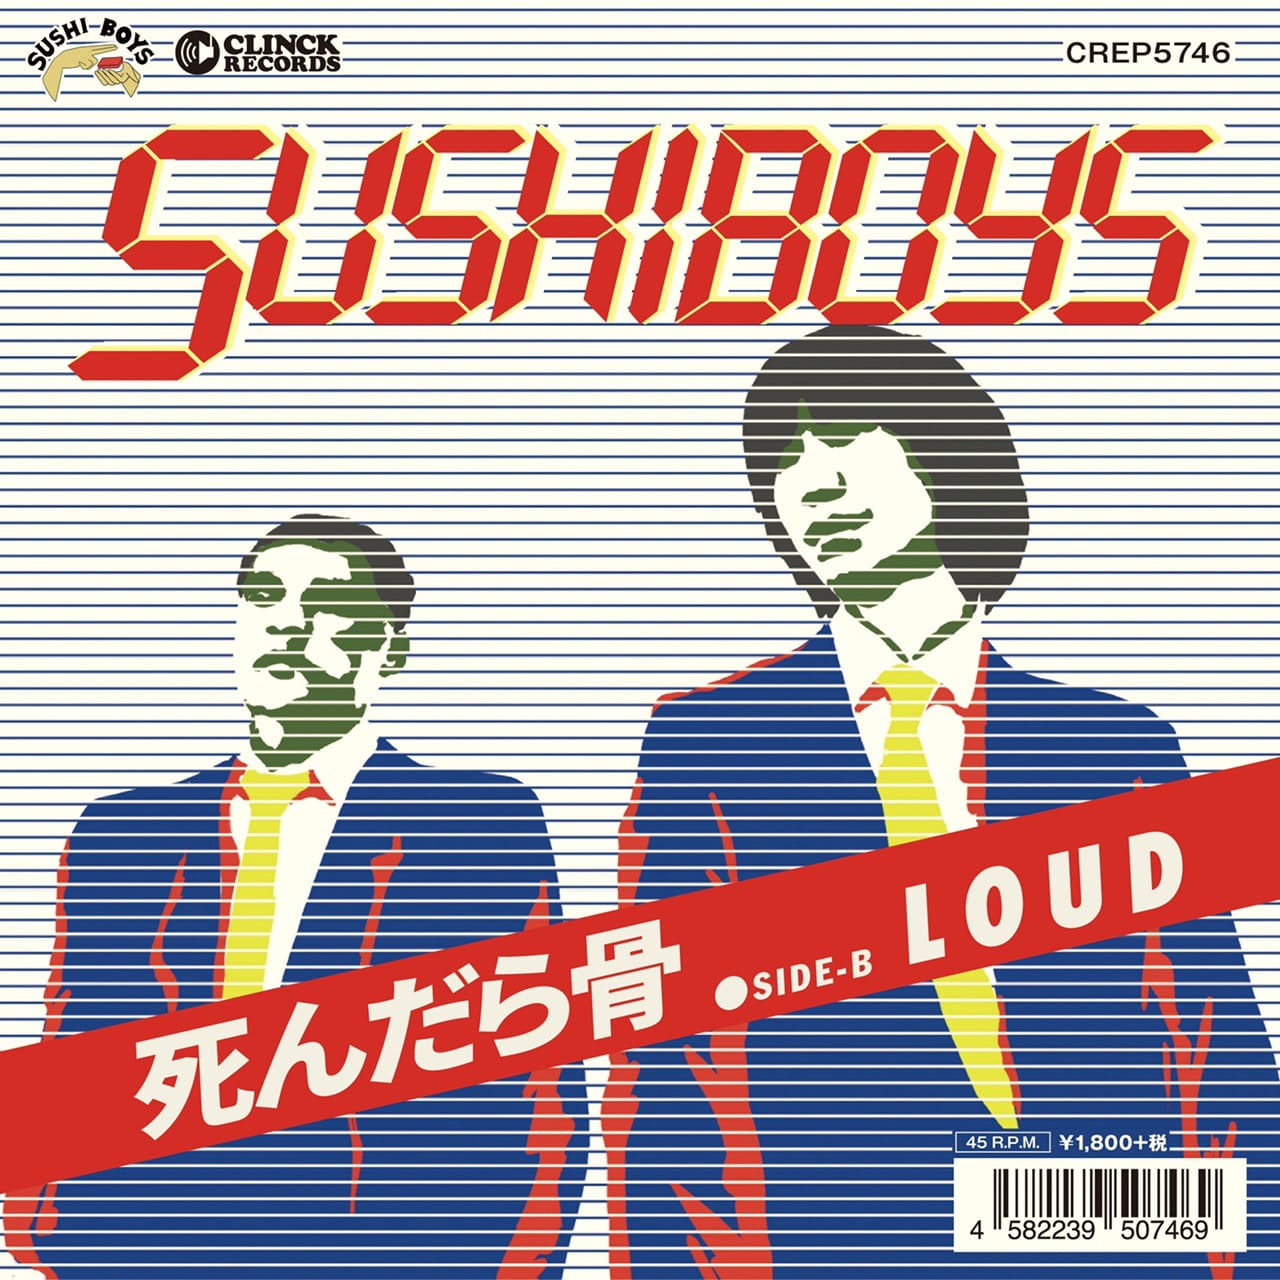 SUSHI BOYS
CLINCK
RECORDS
CREP5746
SUSHIBOYS
死んだら骨 ●SIDE-B LOUD
45 R.P.M. ¥1,800+税
4 582239 507469